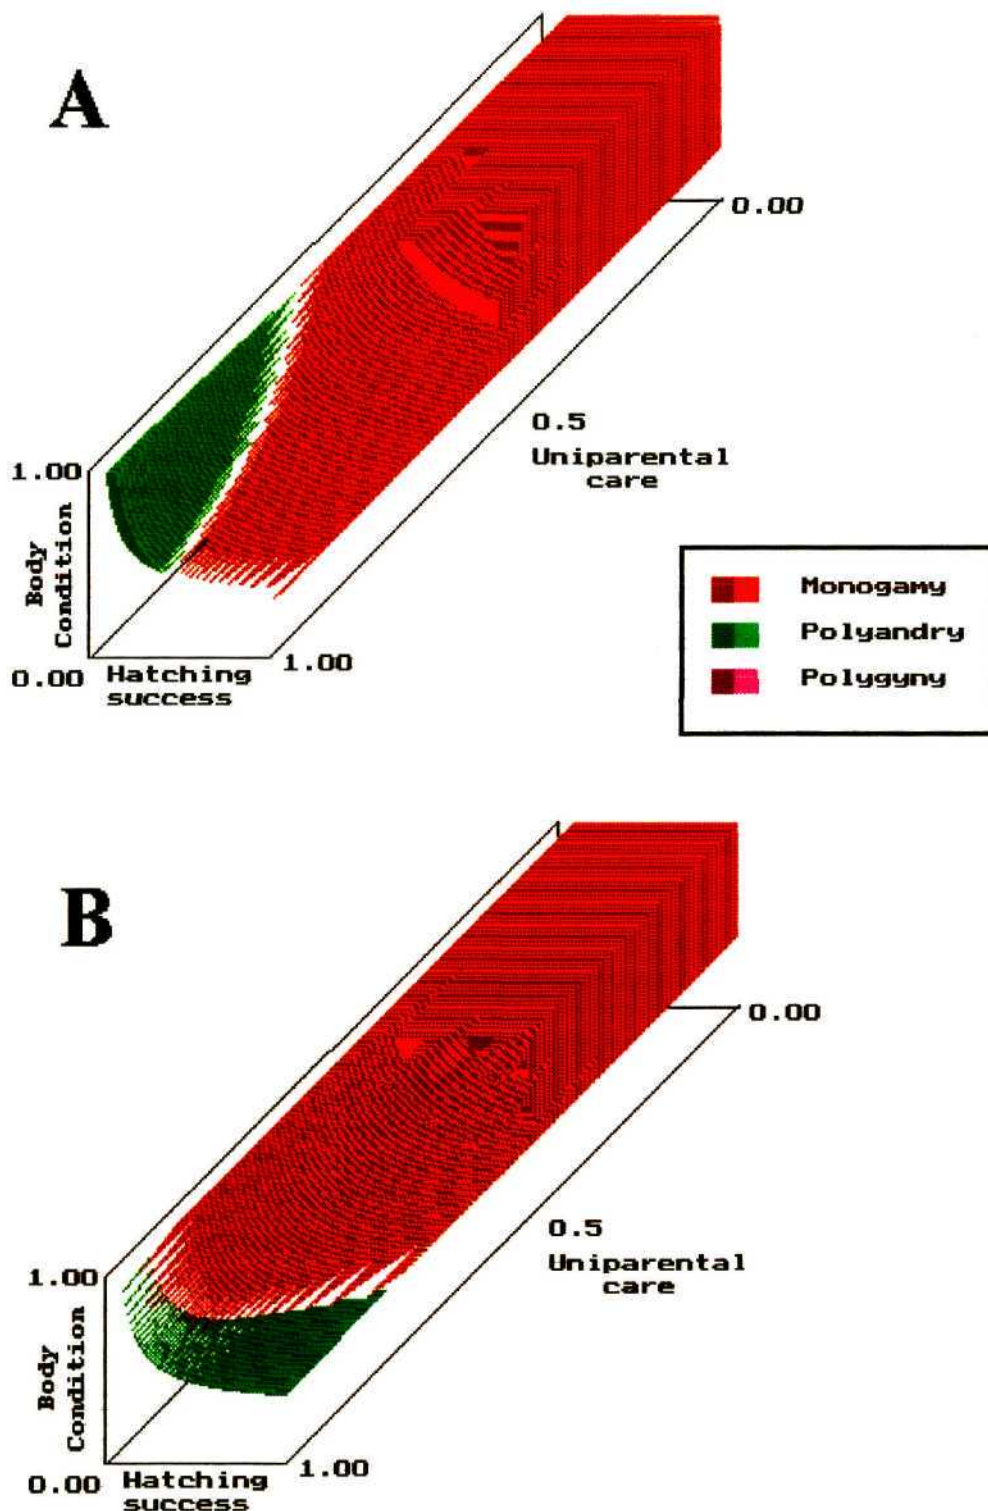 A
0.00
0.5
Uniparental
care
1.00
Body
Condition
0.00
Hatching
success
1.00
Monogamy
Polyandry
Polygyny
B
0.00
0.5
Uniparental
care
1.00
Body
Condition
0.00
Hatching
success
1.00